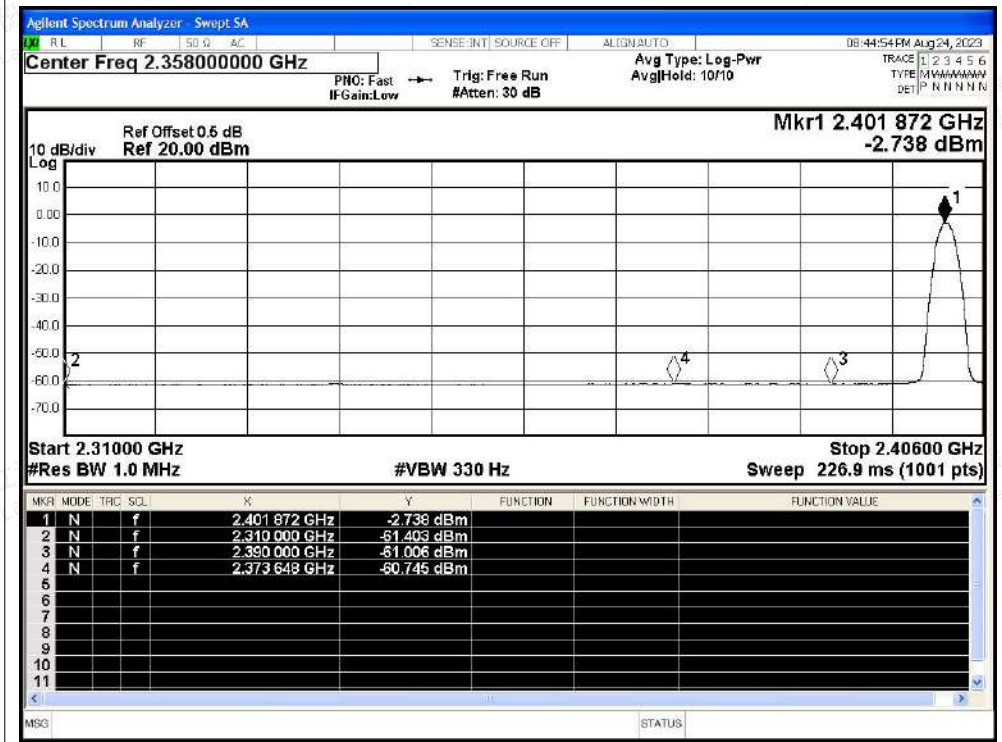 Agilent Spectrum Analyzer - Swept SA
LXI RL RF 50 Ω AC SENSE:INT SOURCE OFF ALIGN AUTO 08:44:54 PM Aug 24, 2023
Center Freq 2.358000000 GHz
PNO: Fast Trig: Free Run Avg Type: Log-Pwr TRACE 1 2 3 4 5 6
IFGain:Low #Atten: 30 dB Avg|Hold: 10/10 TYPE MWWWWW
DET P N N N N N
Mkr1 2.401 872 GHz
-2.738 dBm
Ref Offset 0.5 dB
10 dB/div Ref 20.00 dBm
Log
10.0
0.00
-10.0
-20.0
-30.0
-40.0
-50.0
-60.0
-70.0
1
2
4
3
Start 2.31000 GHz Stop 2.40600 GHz
#Res BW 1.0 MHz #VBW 330 Hz Sweep 226.9 ms (1001 pts)
MKR MODE TRC SCL X Y FUNCTION FUNCTION WIDTH FUNCTION VALUE
1 N f 2.401 872 GHz -2.738 dBm
2 N f 2.310 000 GHz -61.403 dBm
3 N f 2.390 000 GHz -61.006 dBm
4 N f 2.373 648 GHz -60.745 dBm
5
6
7
8
9
10
11
MSG STATUS